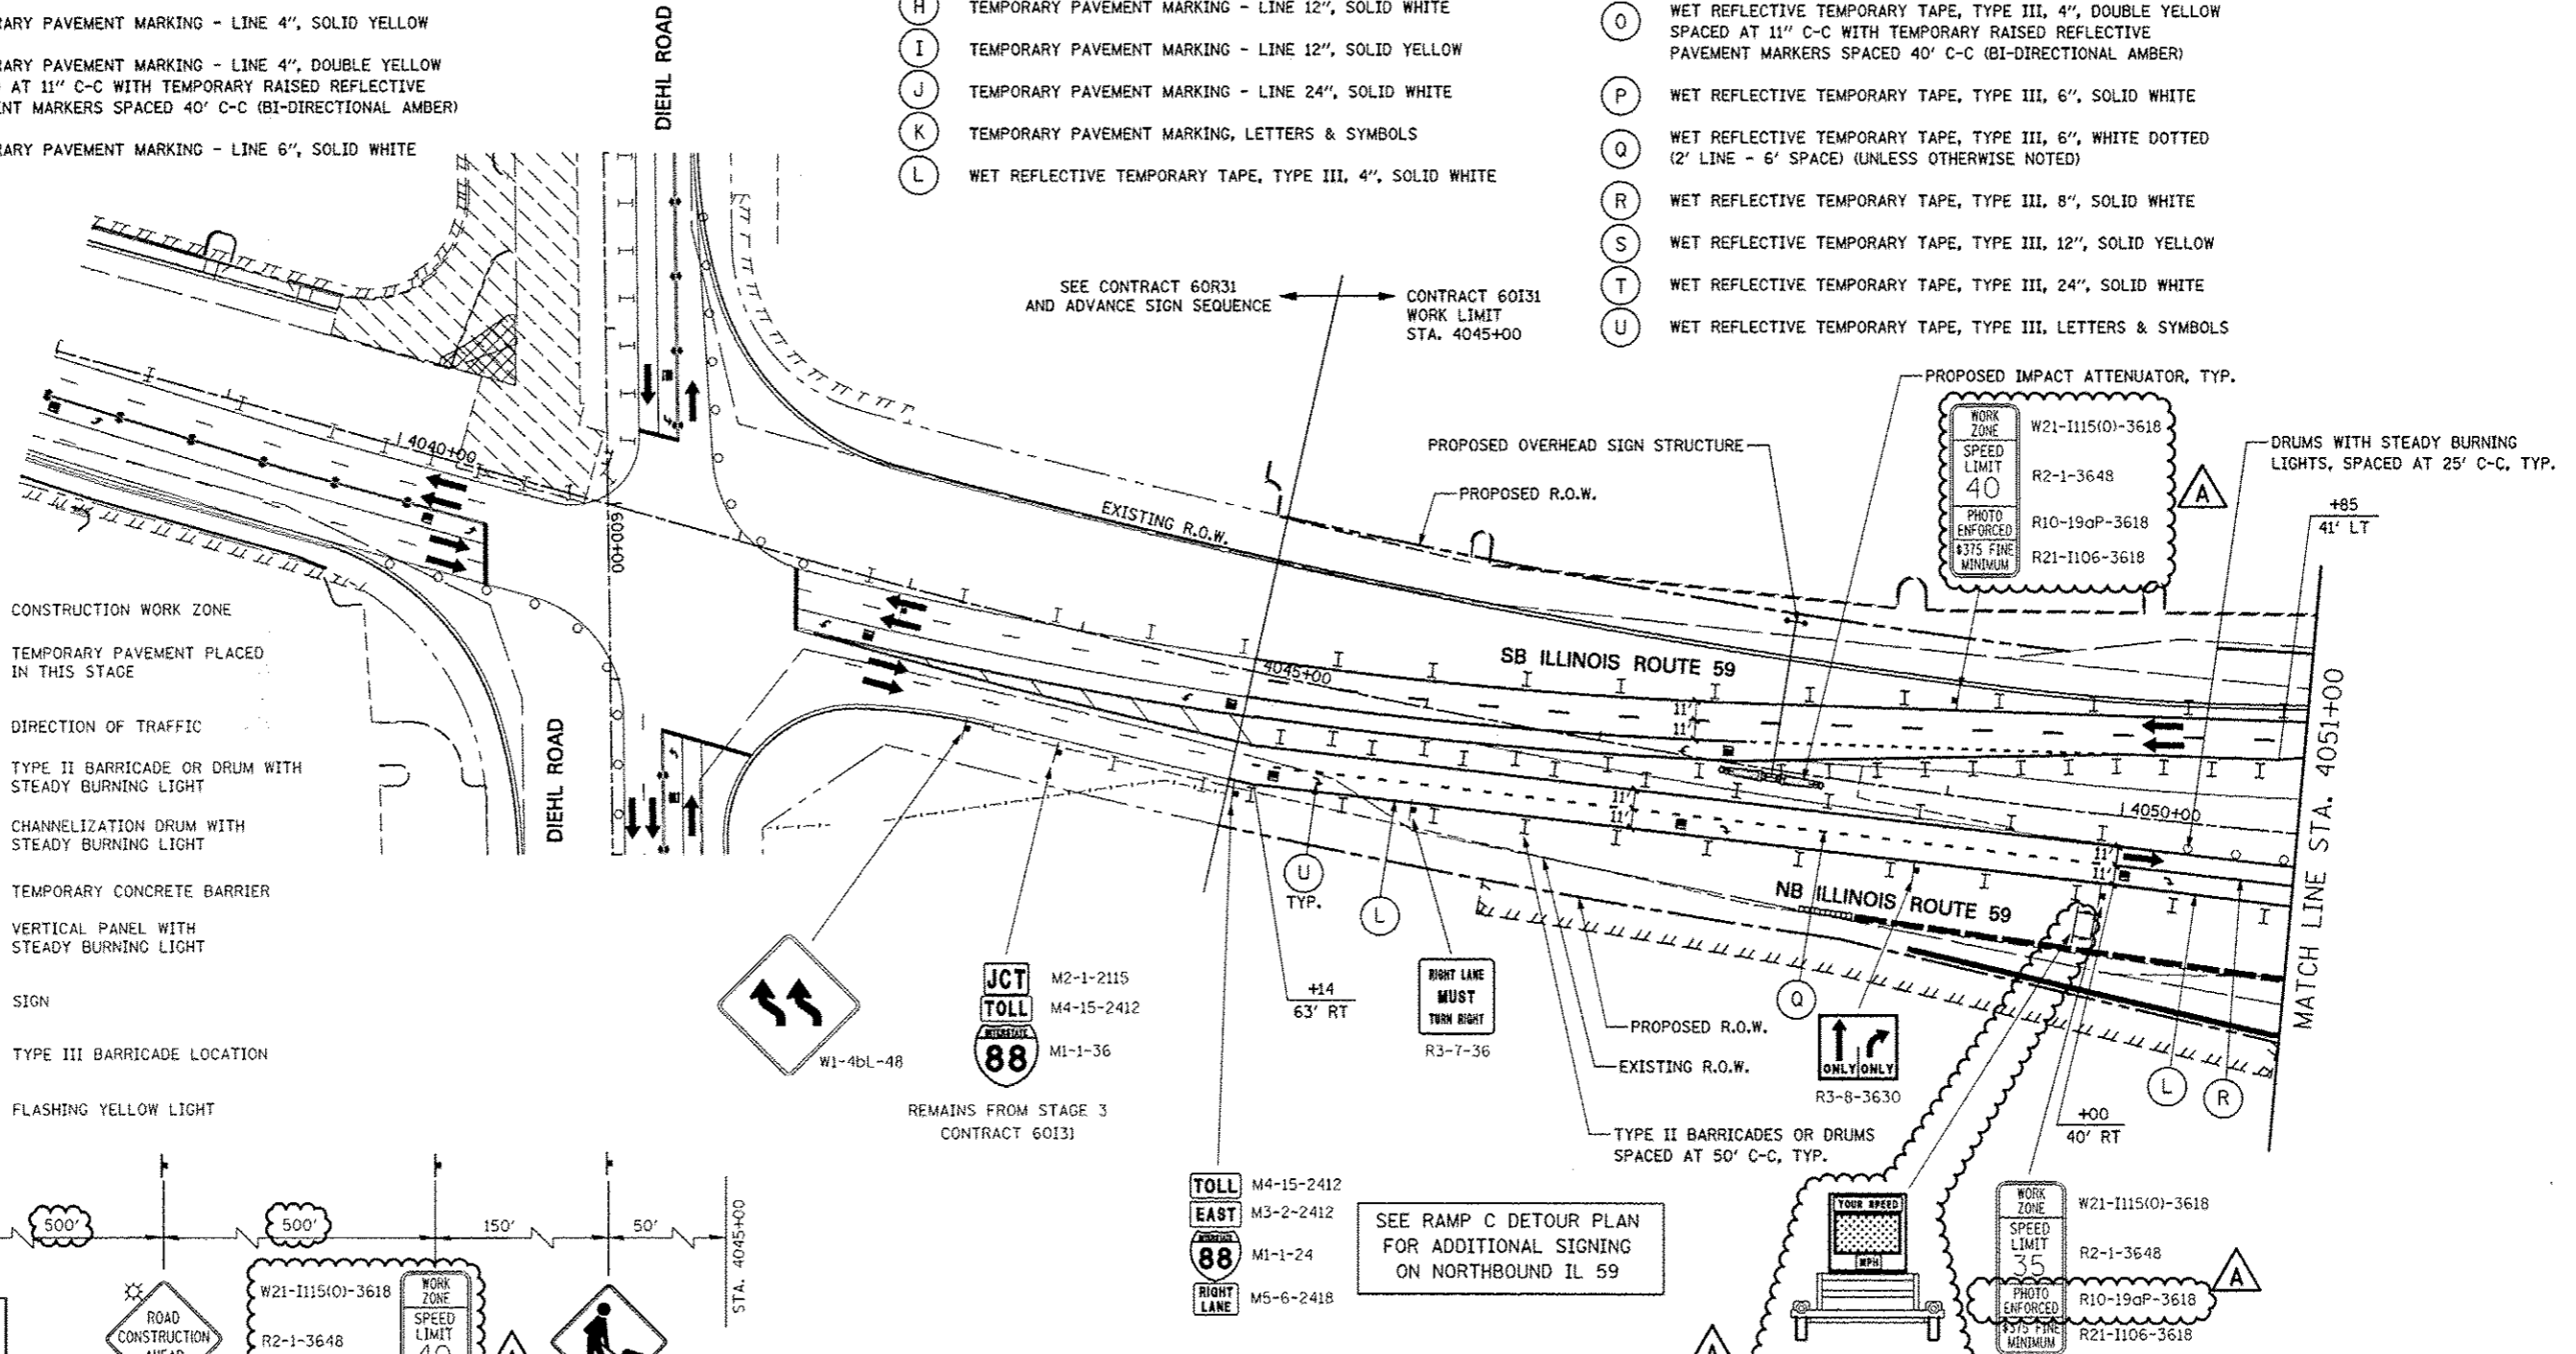 RARY PAVEMENT MARKING - LINE 4", SOLID YELLOW
RARY PAVEMENT MARKING - LINE 4", DOUBLE YELLOW
AT 11" C-C WITH TEMPORARY RAISED REFLECTIVE
ENT MARKERS SPACED 40' C-C (BI-DIRECTIONAL AMBER)
RARY PAVEMENT MARKING - LINE 6", SOLID WHITE
DIEHL ROAD
H TEMPORARY PAVEMENT MARKING - LINE 12", SOLID WHITE
I TEMPORARY PAVEMENT MARKING - LINE 12", SOLID YELLOW
J TEMPORARY PAVEMENT MARKING - LINE 24", SOLID WHITE
K TEMPORARY PAVEMENT MARKING, LETTERS & SYMBOLS
L WET REFLECTIVE TEMPORARY TAPE, TYPE III, 4", SOLID WHITE
O WET REFLECTIVE TEMPORARY TAPE, TYPE III, 4", DOUBLE YELLOW
SPACED AT 11" C-C WITH TEMPORARY RAISED REFLECTIVE
PAVEMENT MARKERS SPACED 40' C-C (BI-DIRECTIONAL AMBER)
P WET REFLECTIVE TEMPORARY TAPE, TYPE III, 6", SOLID WHITE
Q WET REFLECTIVE TEMPORARY TAPE, TYPE III, 6", WHITE DOTTED
(2' LINE - 6' SPACE) (UNLESS OTHERWISE NOTED)
R WET REFLECTIVE TEMPORARY TAPE, TYPE III, 8", SOLID WHITE
S WET REFLECTIVE TEMPORARY TAPE, TYPE III, 12", SOLID YELLOW
T WET REFLECTIVE TEMPORARY TAPE, TYPE III, 24", SOLID WHITE
U WET REFLECTIVE TEMPORARY TAPE, TYPE III, LETTERS & SYMBOLS
SEE CONTRACT 60R31
AND ADVANCE SIGN SEQUENCE
CONTRACT 60I31
WORK LIMIT
STA. 4045+00
PROPOSED IMPACT ATTENUATOR, TYP.
WORK
ZONE
SPEED
LIMIT
40
PHOTO
ENFORCED
$375 FINE
MINIMUM
W21-I115(O)-3618
R2-1-3648
R10-19aP-3618
R21-I106-3618
A
DRUMS WITH STEADY BURNING
LIGHTS, SPACED AT 25' C-C, TYP.
+85
41' LT
PROPOSED OVERHEAD SIGN STRUCTURE
PROPOSED R.O.W.
EXISTING R.O.W.
4040+00
600+00
4045+00
SB ILLINOIS ROUTE 59
11'
11'
11'
11'
4050+00
11'
11'
NB ILLINOIS ROUTE 59
MATCH LINE STA. 4051+00
CONSTRUCTION WORK ZONE
TEMPORARY PAVEMENT PLACED
IN THIS STAGE
DIRECTION OF TRAFFIC
TYPE II BARRICADE OR DRUM WITH
STEADY BURNING LIGHT
CHANNELIZATION DRUM WITH
STEADY BURNING LIGHT
TEMPORARY CONCRETE BARRIER
VERTICAL PANEL WITH
STEADY BURNING LIGHT
SIGN
TYPE III BARRICADE LOCATION
FLASHING YELLOW LIGHT
DIEHL ROAD
W1-4bL-48
JCT M2-1-2115
TOLL M4-15-2412
INTERSTATE
88 M1-1-36
REMAINS FROM STAGE 3
CONTRACT 60I31
U
TYP.
L
+14
63' RT
RIGHT LANE
MUST
TURN RIGHT
R3-7-36
PROPOSED R.O.W.
EXISTING R.O.W.
TYPE II BARRICADES OR DRUMS
SPACED AT 50' C-C, TYP.
Q
ONLY ONLY
R3-8-3630
L
R
+00
40' RT
TOLL M4-15-2412
EAST M3-2-2412
INTERSTATE
88 M1-1-24
RIGHT
LANE
M5-6-2418
SEE RAMP C DETOUR PLAN
FOR ADDITIONAL SIGNING
ON NORTHBOUND IL 59
YOUR SPEED
MPH
WORK
ZONE
SPEED
LIMIT
35
PHOTO
ENFORCED
$375 FINE
MINIMUM
W21-I115(O)-3618
R2-1-3648
R10-19aP-3618
R21-I106-3618
A
A
500'
500'
150'
50'
STA. 4045+00
ROAD
CONSTRUCTION
AHEAD
W21-I115(O)-3618
R2-1-3648
WORK
ZONE
SPEED
LIMIT
40
A